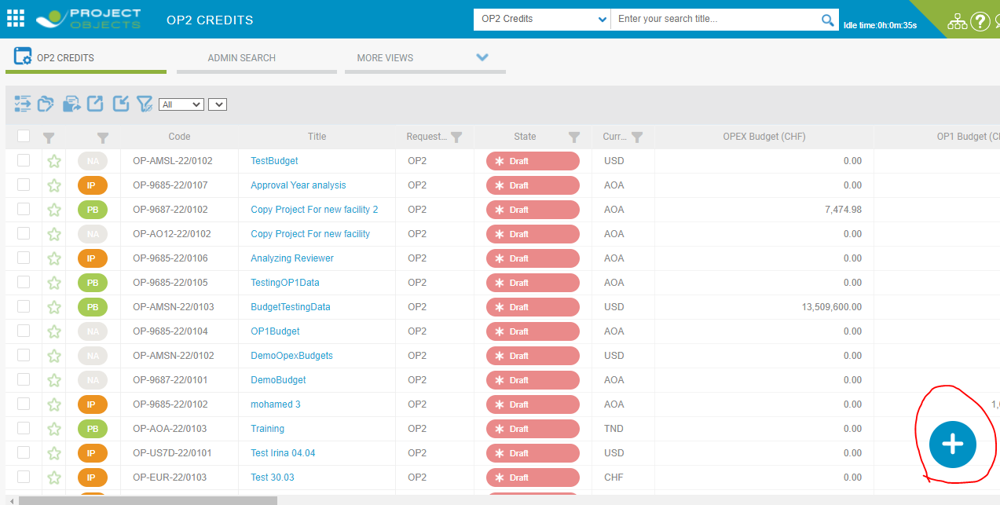 PROJECT
OBJECTS
OP2 CREDITS
OP2 Credits
Enter your search title...
Idle time:0h:0m:35s
?
OP2 CREDITS
ADMIN SEARCH
MORE VIEWS
All
Code Title Request... State Curr... OPEX Budget (CHF) OP1 Budget (CH
NA OP-AMSL-22/0102 TestBudget OP2 Draft USD 0.00
IP OP-9685-22/0107 Approval Year analysis OP2 Draft AOA 0.00
PB OP-9687-22/0102 Copy Project For new facility 2 OP2 Draft AOA 7,474.98
NA OP-AO12-22/0102 Copy Project For new facility OP2 Draft AOA 0.00
IP OP-9685-22/0106 Analyzing Reviewer OP2 Draft AOA 0.00
PB OP-9685-22/0105 TestingOP1Data OP2 Draft AOA 0.00
PB OP-AMSN-22/0103 BudgetTestingData OP2 Draft USD 13,509,600.00
NA OP-9685-22/0104 OP1Budget OP2 Draft AOA 0.00
NA OP-AMSN-22/0102 DemoOpexBudgets OP2 Draft USD 0.00
NA OP-9687-22/0101 DemoBudget OP2 Draft AOA 0.00
IP OP-9685-22/0102 mohamed 3 OP2 Draft AOA 0.00
PB OP-AOA-22/0103 Training OP2 Draft TND 0.00
IP OP-US7D-22/0101 Test Irina 04.04 OP2 Draft USD 0.00
IP OP-EUR-22/0103 Test 30.03 OP2 Draft CHF 0.00